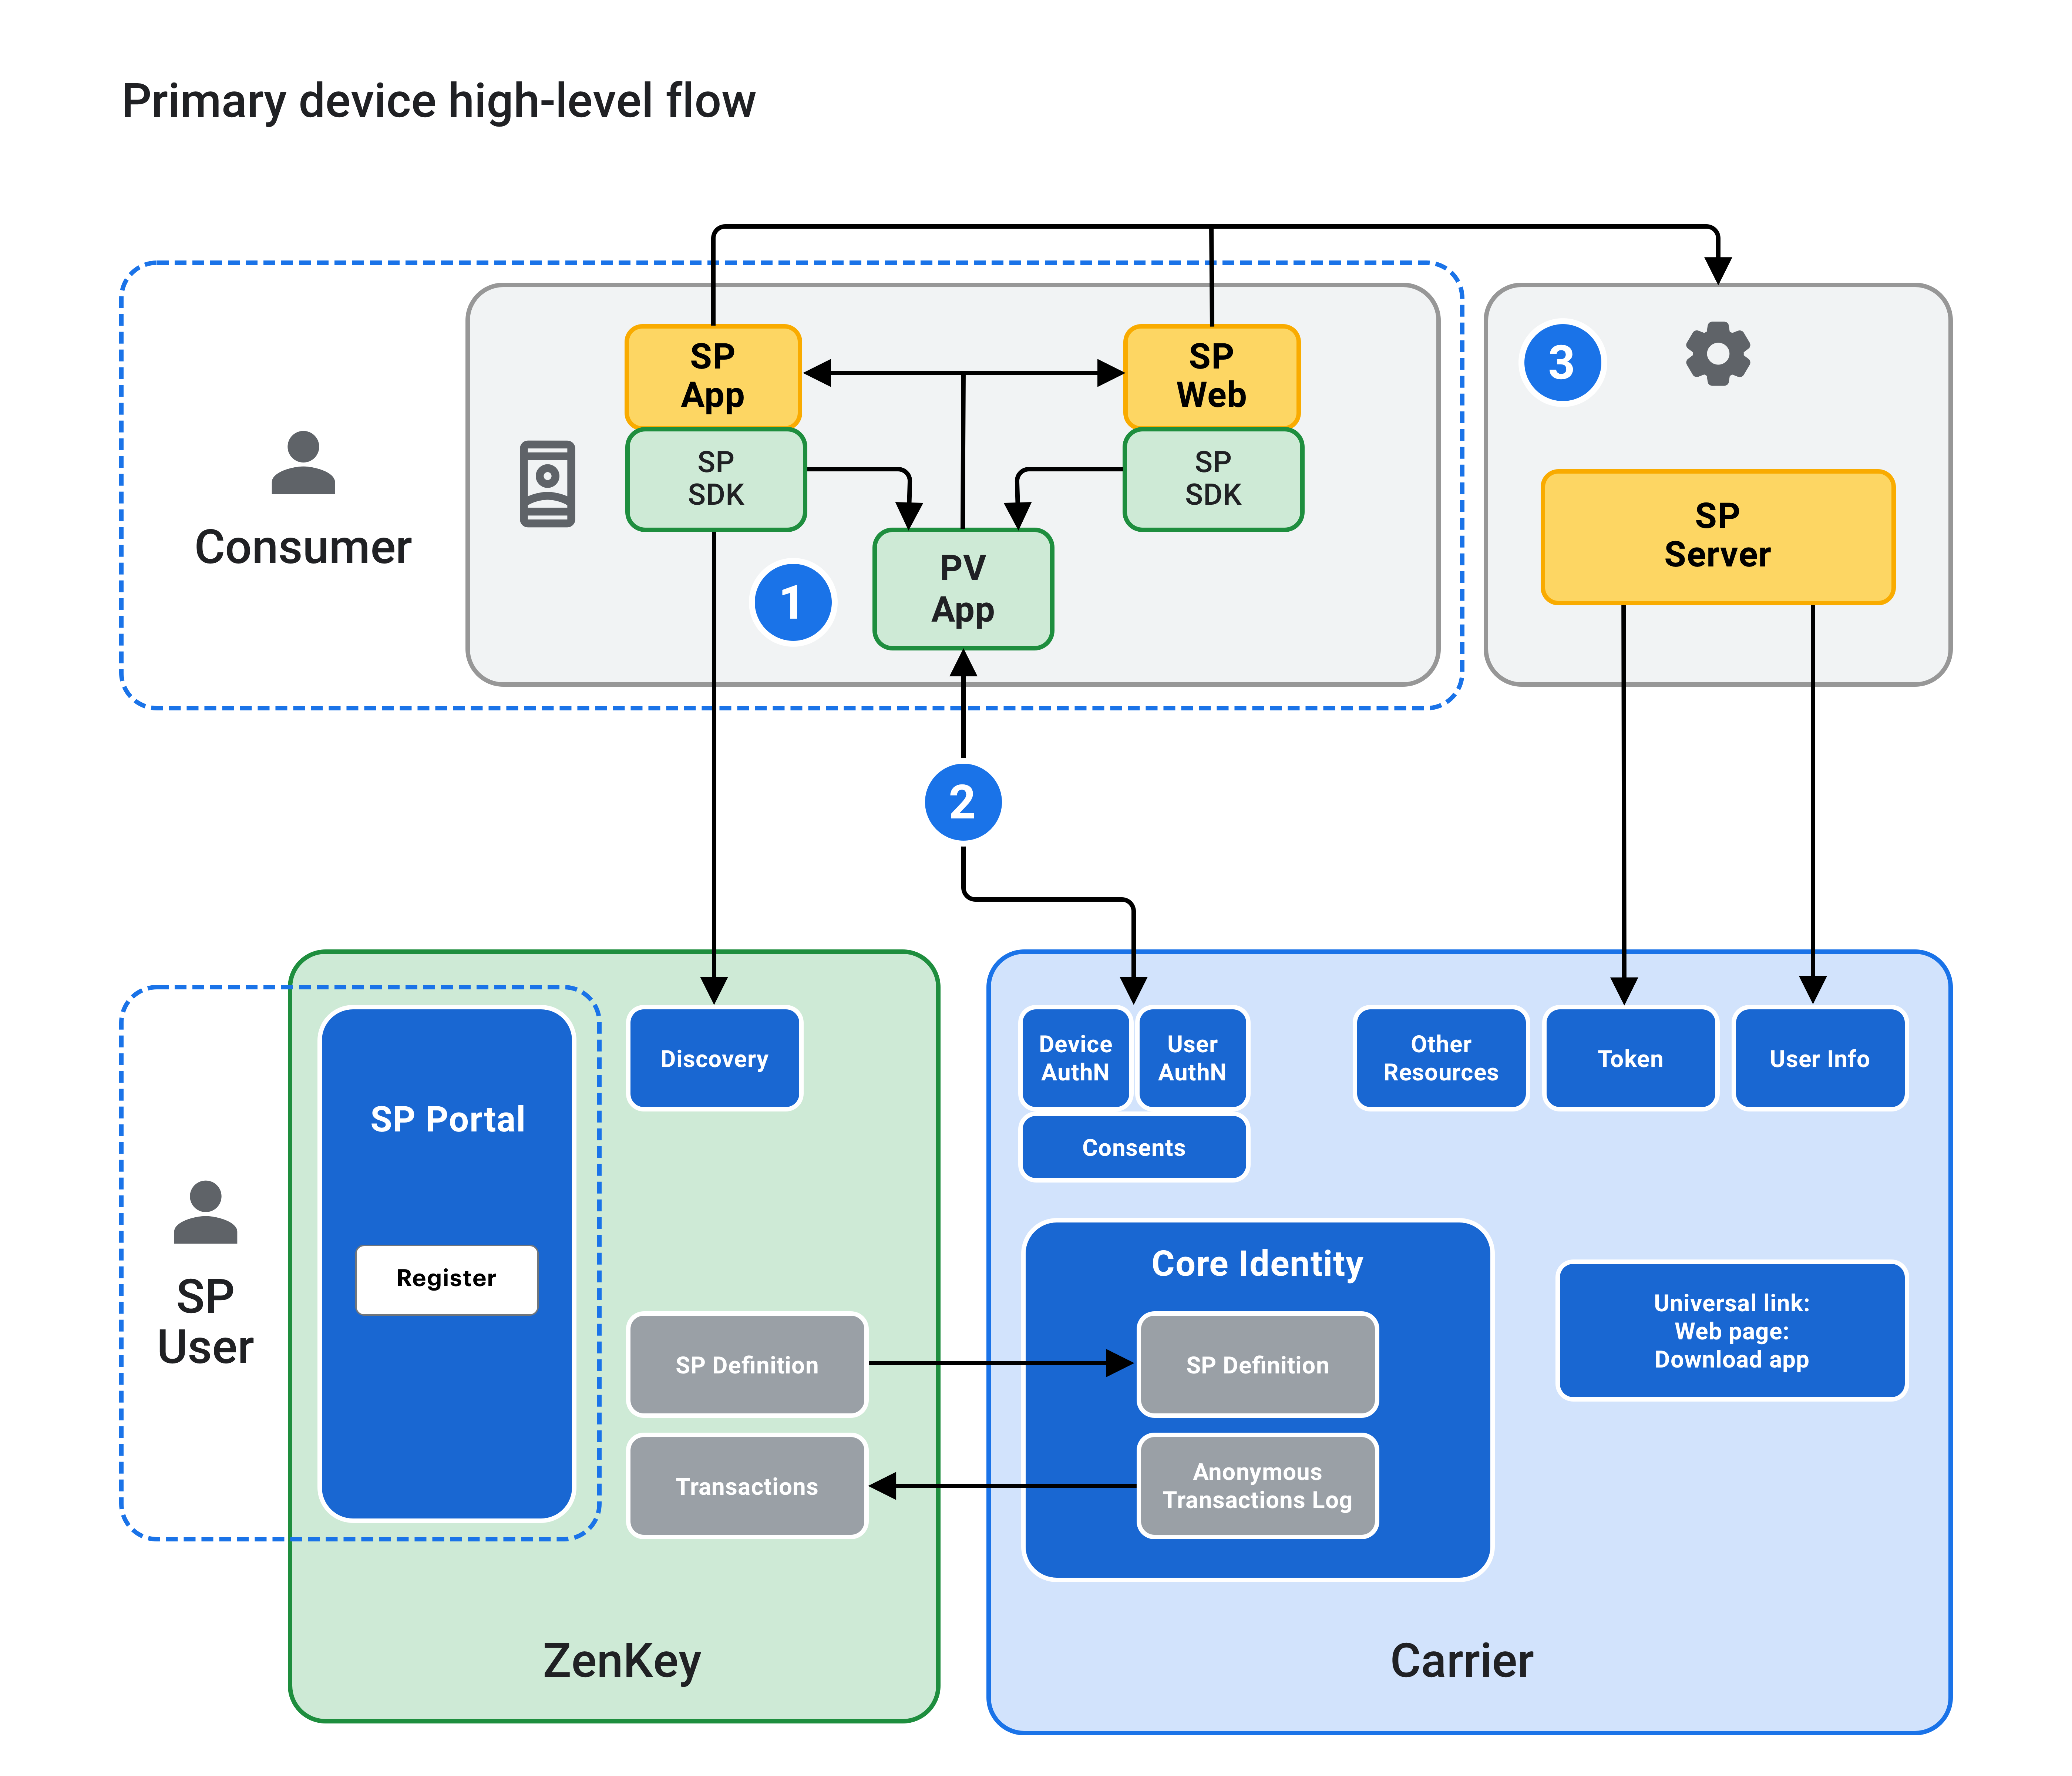 Primary device high-level flow
SP
App
SP
Web
3
SP
SDK
SP
SDK
Consumer
SP
Server
PV
App
1
2
Discovery
Device
AuthN
User
AuthN
Other
Resources
Token
User Info
SP Portal
Consents
Register
Core Identity
SP
User
SP Definition
SP Definition
Universal link:
Web page:
Download app
Transactions
Anonymous
Transactions Log
ZenKey
Carrier